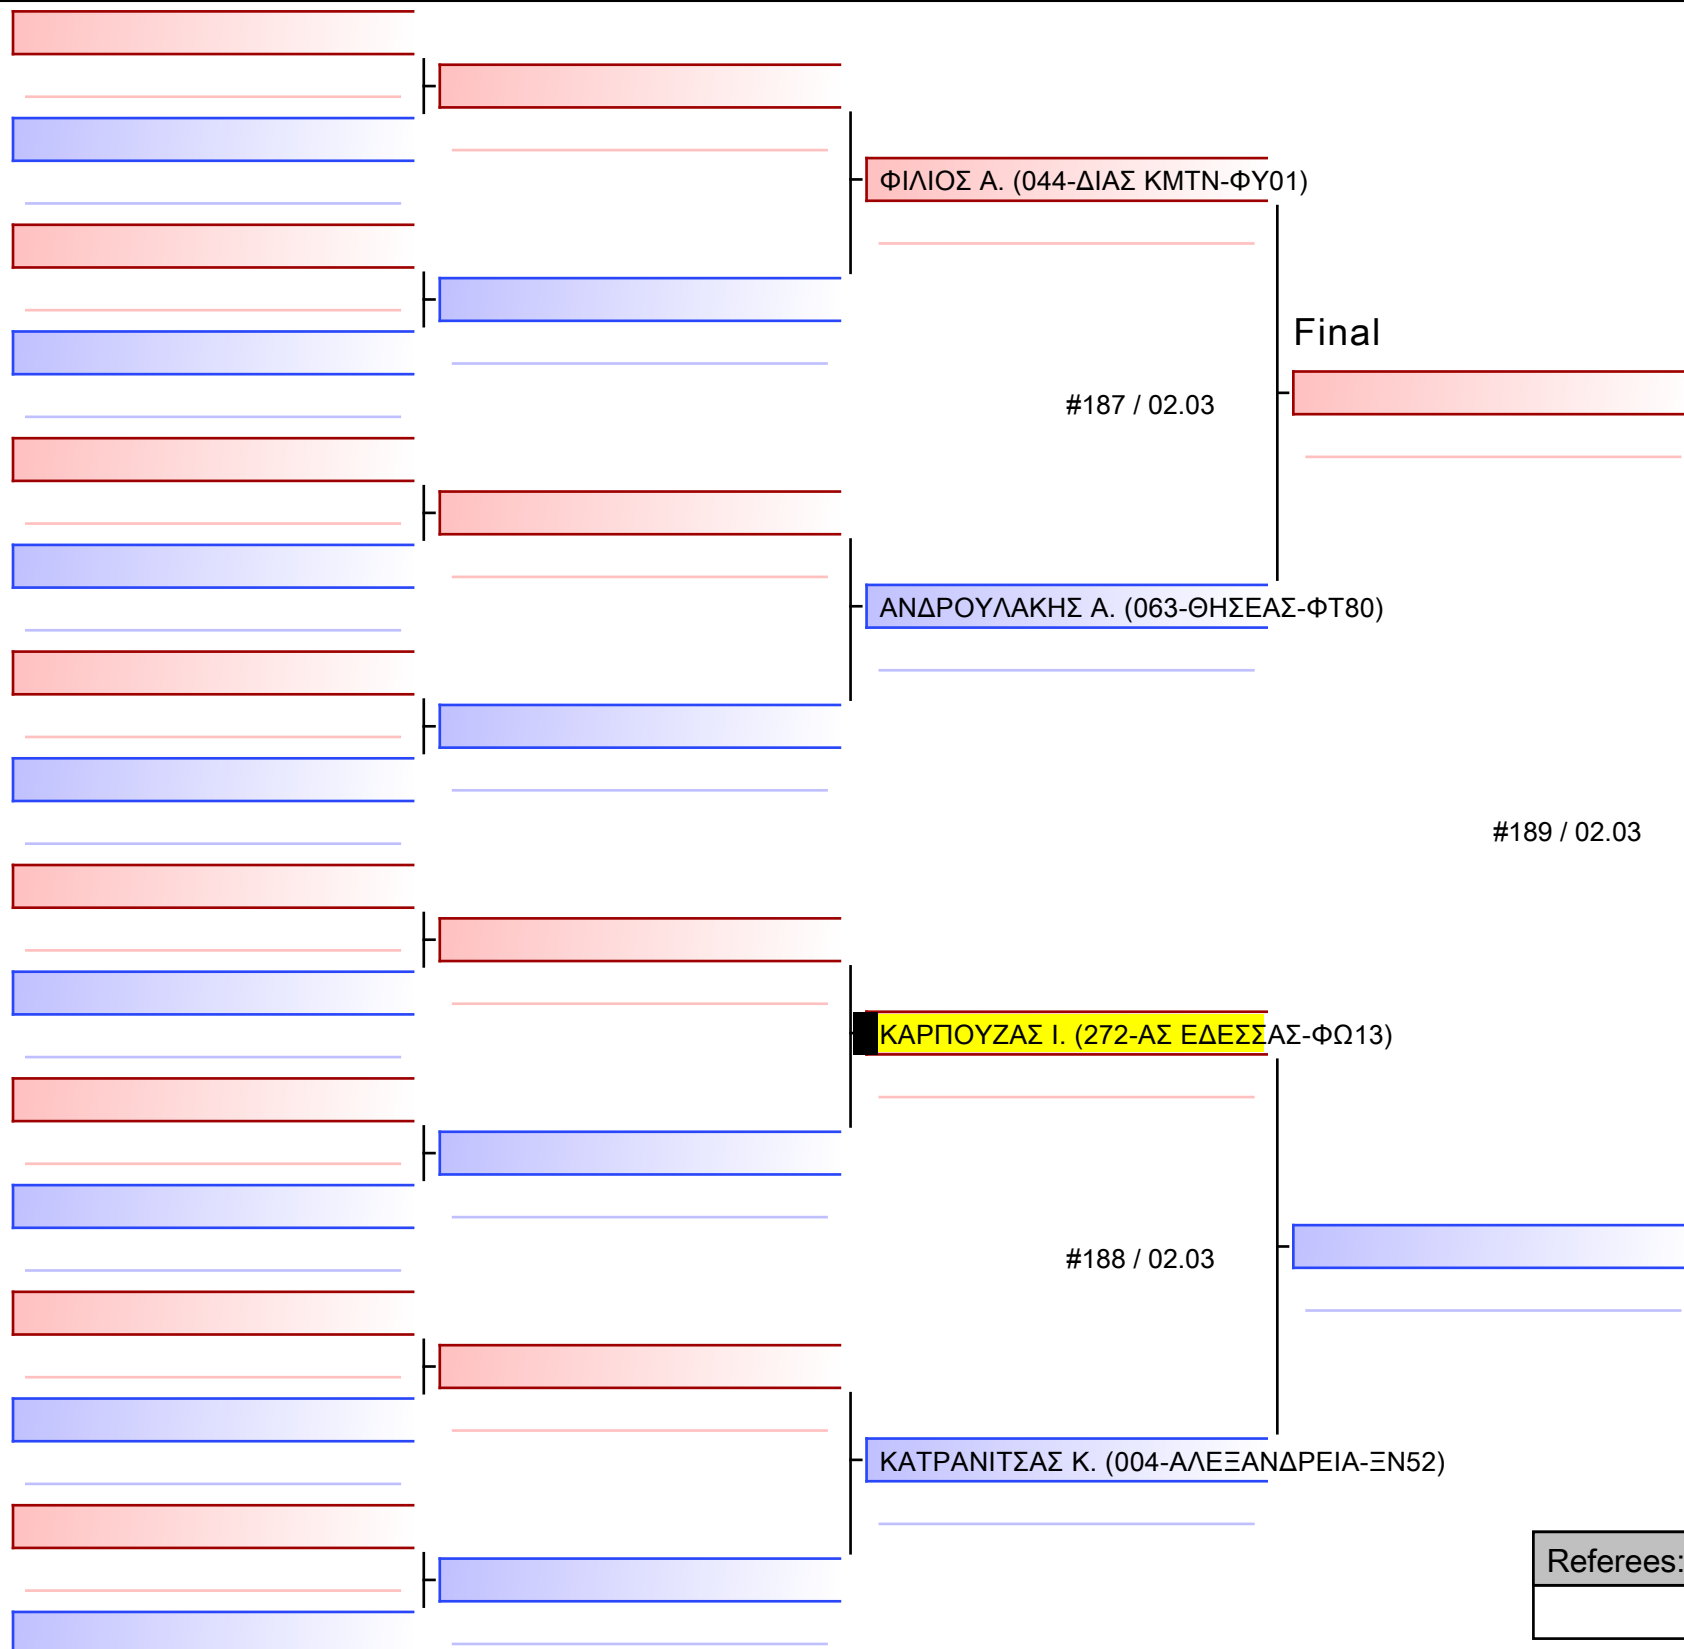 ΦΙΛΙΟΣ Α. (044-ΔΙΑΣ ΚΜΤΝ-ΦΥ01)
Final
#187 / 02.03
ΑΝΔΡΟΥΛΑΚΗΣ Α. (063-ΘΗΣΕΑΣ-ΦΤ80)
#189 / 02.03
ΚΑΡΠΟΥΖΑΣ Ι. (272-ΑΣ ΕΔΕΣΣΑΣ-ΦΩ13)
#188 / 02.03
ΚΑΤΡΑΝΙΤΣΑΣ Κ. (004-ΑΛΕΞΑΝΔΡΕΙΑ-ΞΝ52)
Referees: